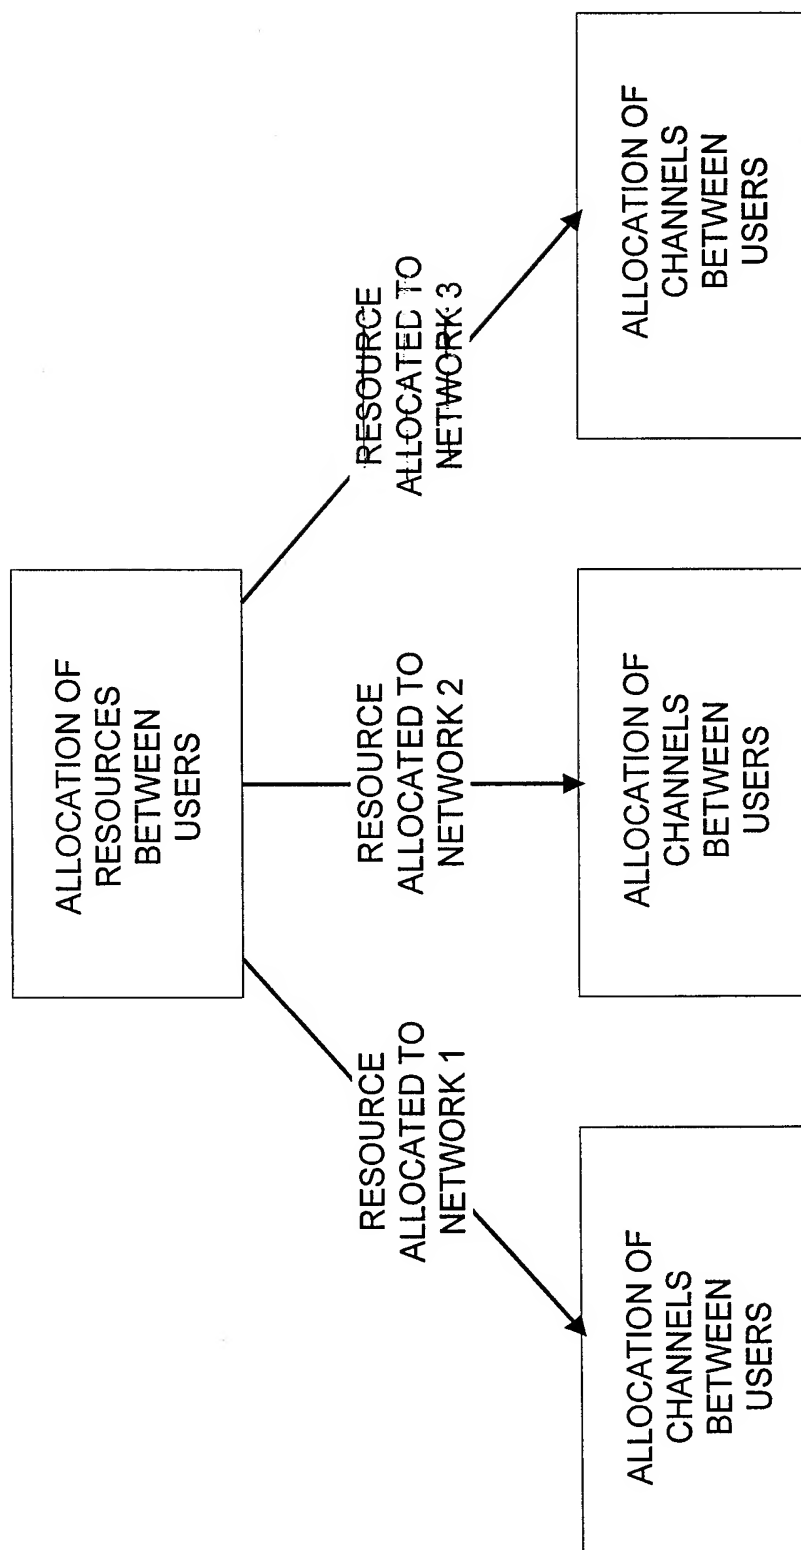 ALLOCATION OF
RESOURCES
BETWEEN
USERS
RESOURCE
ALLOCATED TO
NETWORK 1
RESOURCE
ALLOCATED TO
NETWORK 2
RESOURCE
ALLOCATED TO
NETWORK 3
ALLOCATION OF
CHANNELS
BETWEEN
USERS
ALLOCATION OF
CHANNELS
BETWEEN
USERS
ALLOCATION OF
CHANNELS
BETWEEN
USERS